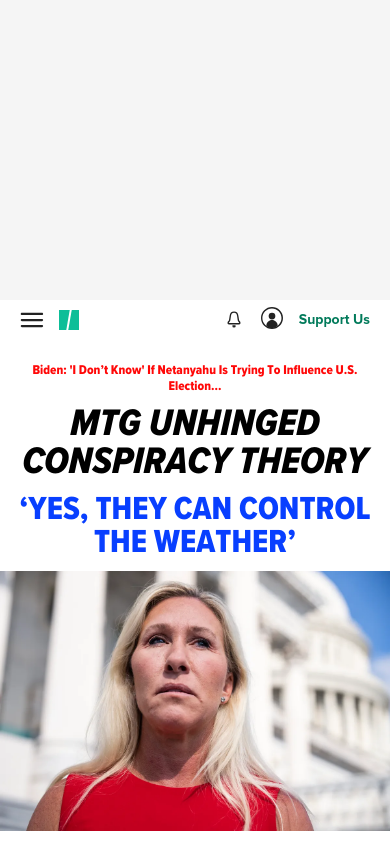 Support Us
Biden: 'I Don’t Know' If Netanyahu Is Trying To Influence U.S.
Election...
MTG UNHINGED
CONSPIRACY THEORY
‘YES, THEY CAN CONTROL
THE WEATHER’